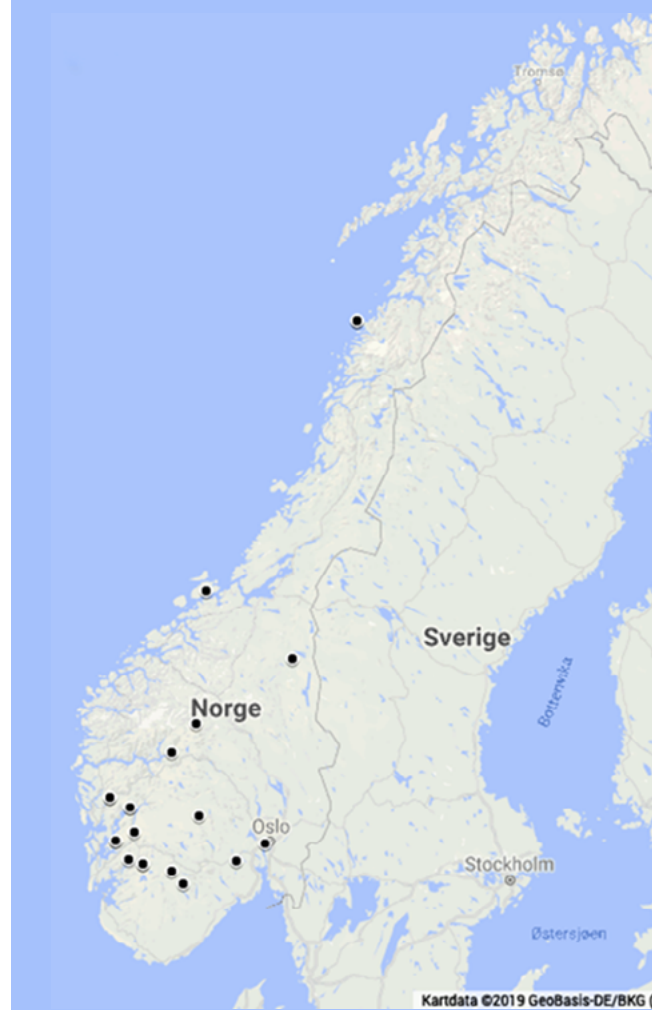 Tromsø
Sverige
Bottenvika
Norge
Oslo
Stockholm
Østersjøen
Kartdata ©2019 GeoBasis-DE/BKG (